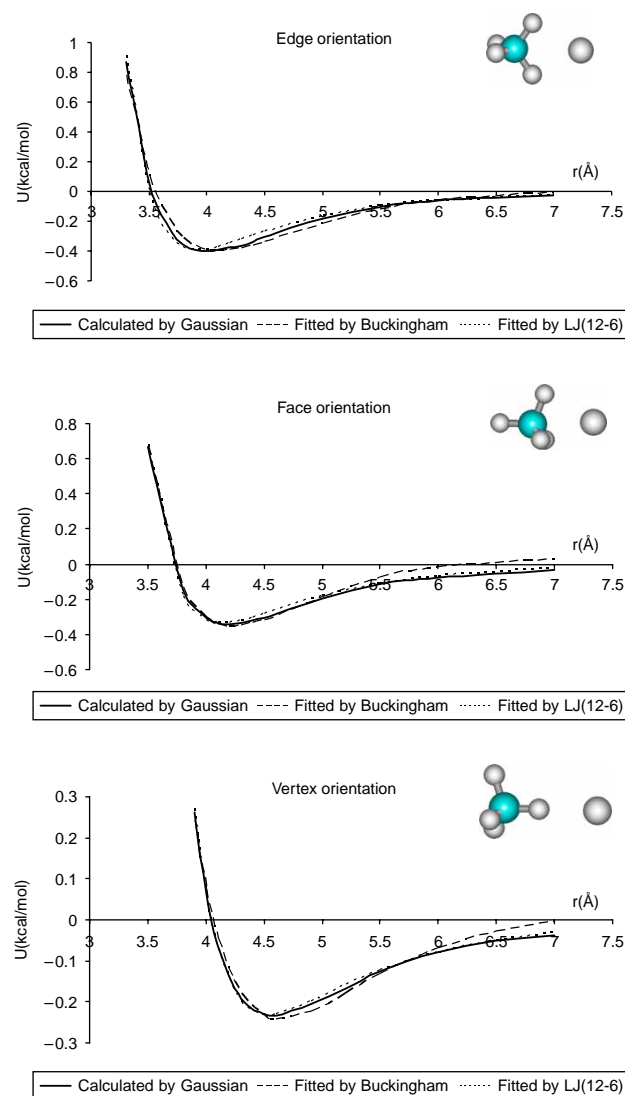 Edge orientation
1
0.8
0.6
0.4
0.2
0
−0.2
−0.4
−0.6
U(kcal/mol)
r(Å)
3 3.5 4 4.5 5 5.5 6 6.5 7 7.5
Calculated by Gaussian Fitted by Buckingham Fitted by LJ(12-6)
Face orientation
0.8
0.6
0.4
0.2
0
−0.2
−0.4
−0.6
U(kcal/mol)
r(Å)
3 3.5 4 4.5 5 5.5 6 6.5 7 7.5
Calculated by Gaussian Fitted by Buckingham Fitted by LJ(12-6)
Vertex orientation
0.3
0.2
0.1
0
−0.1
−0.2
−0.3
U(kcal/mol)
r(Å)
3 3.5 4 4.5 5 5.5 6 6.5 7 7.5
Calculated by Gaussian Fitted by Buckingham Fitted by LJ(12-6)